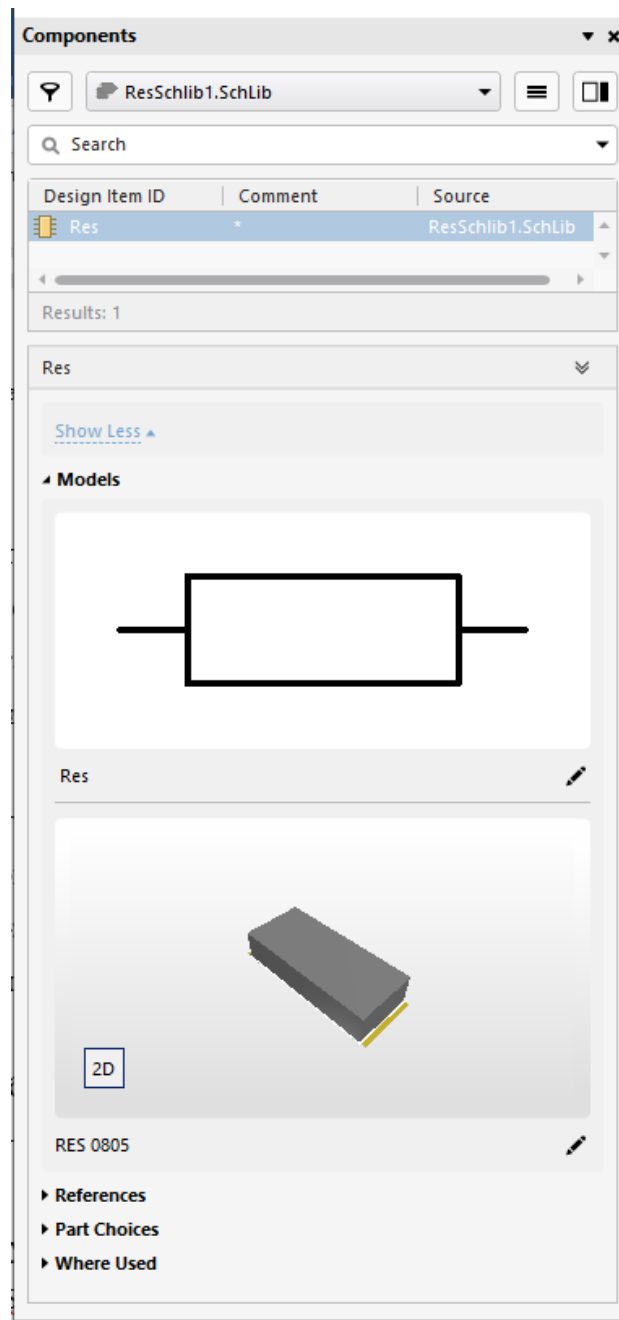 Components
ResSchlib1.SchLib
Search
Design Item ID Comment Source
Res * ResSchlib1.SchLib
Results: 1
Res
Show Less
Models
Res
2D
RES 0805
References
Part Choices
Where Used